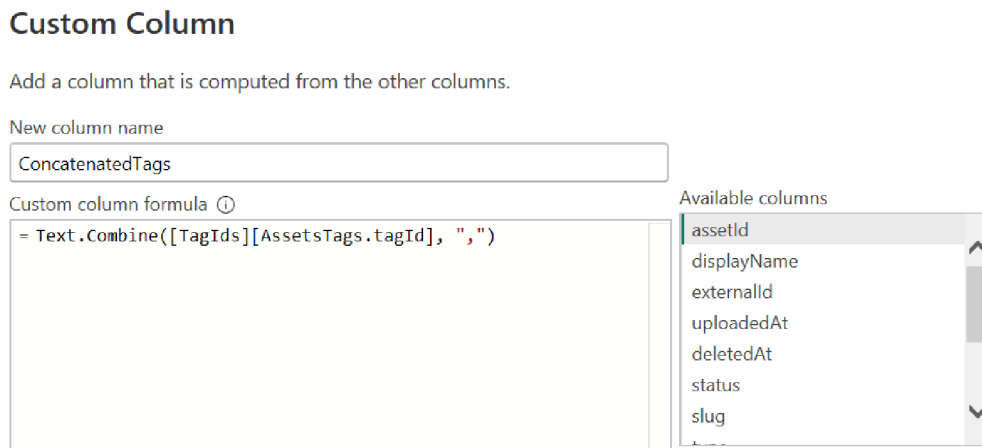 Custom Column
Add a column that is computed from the other columns.
New column name
ConcatenatedTags
Custom column formula
= Text.Combine([TagIds][AssetsTags.tagId], ",")
Available columns
assetId
displayName
externalId
uploadedAt
deletedAt
status
slug